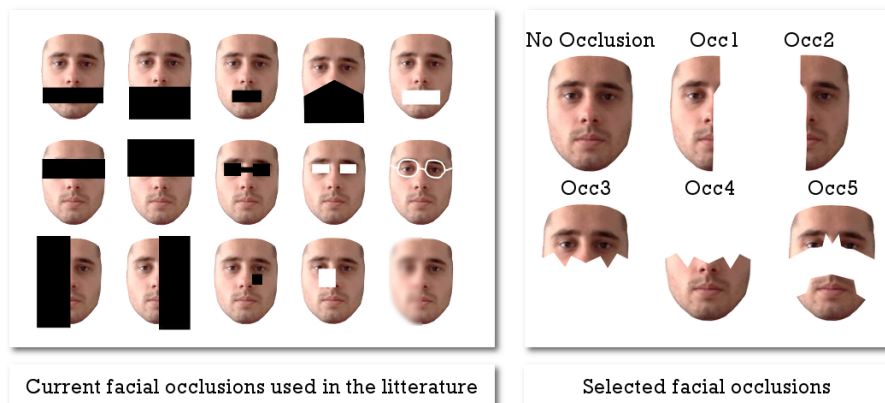 No Occlusion Occ1 Occ2
Occ3 Occ4 Occ5
Current facial occlusions used in the litterature
Selected facial occlusions